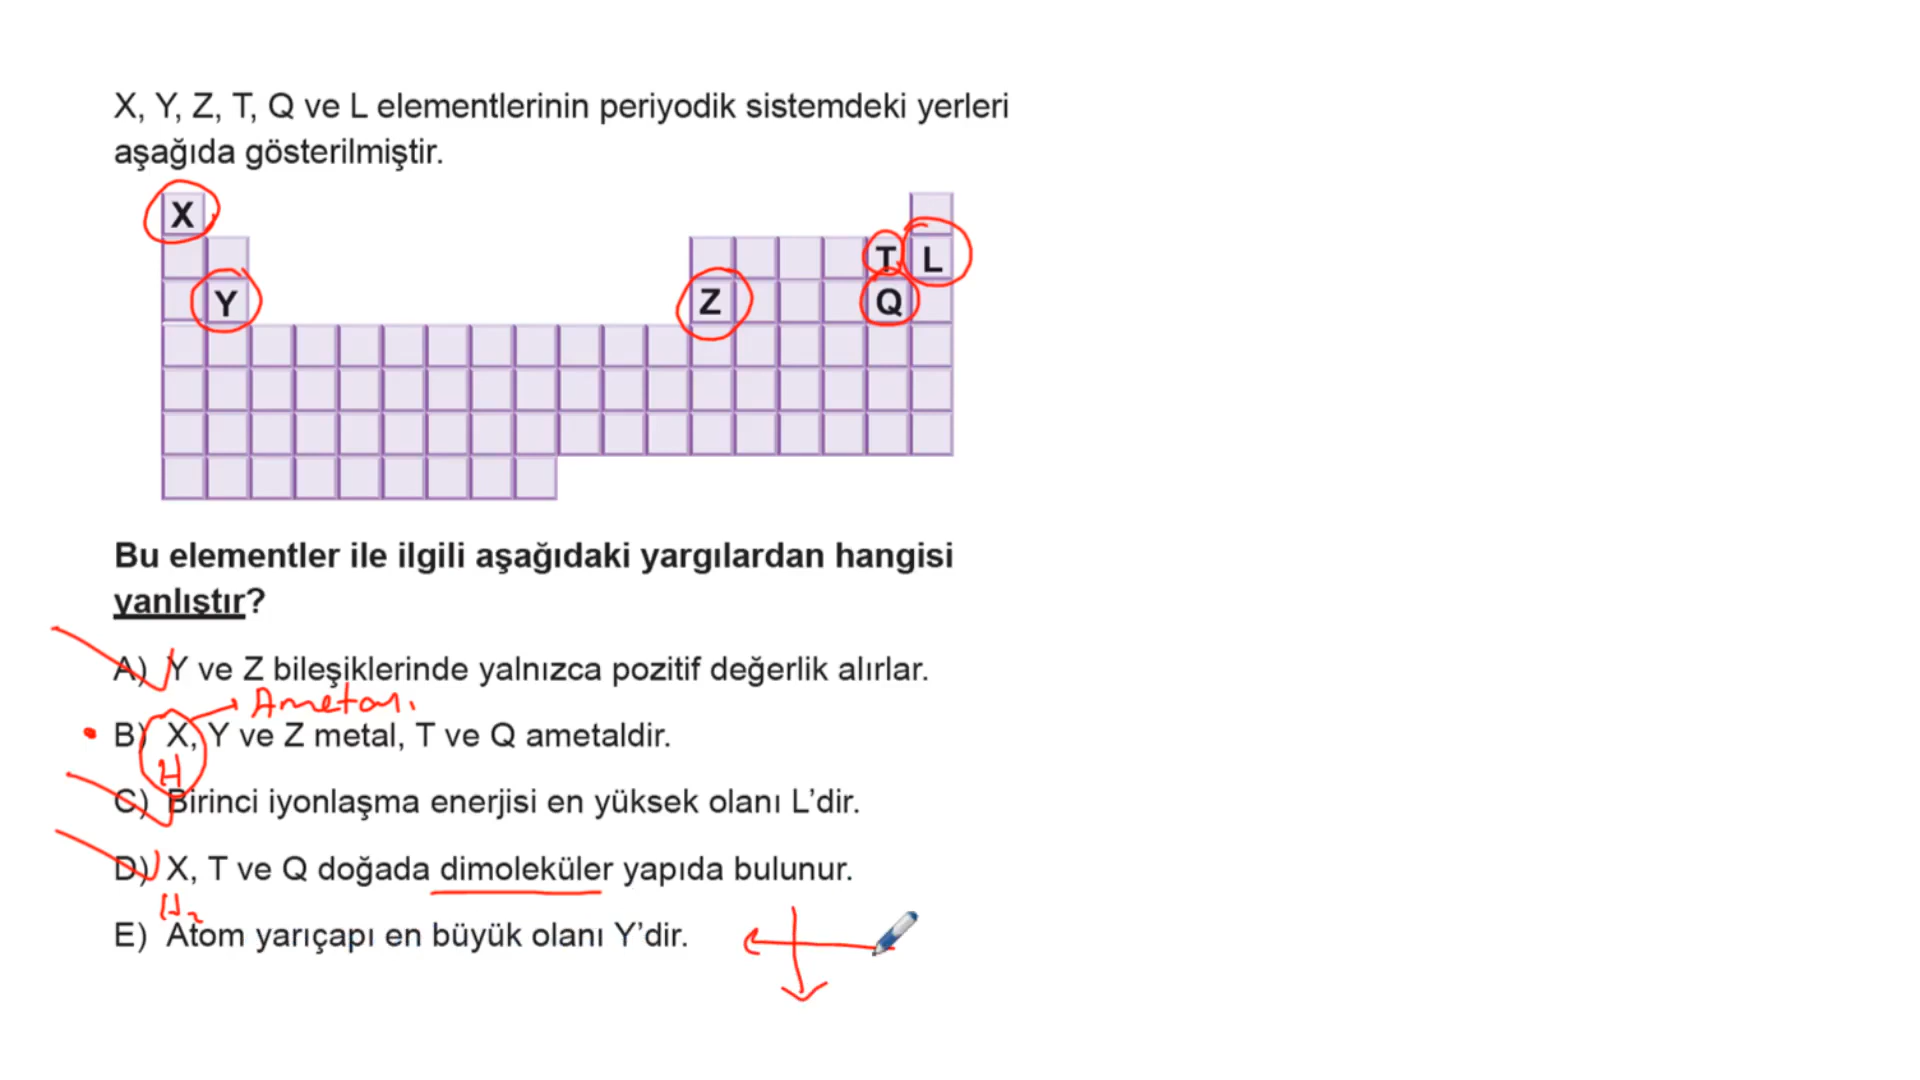 X, Y, Z, T, Q ve L elementlerinin periyodik sistemdeki yerleri
aşağıda gösterilmiştir.
X
T L
Y Z Q
Bu elementler ile ilgili aşağıdaki yargılardan hangisi
yanlıştır?
A) Y ve Z bileşiklerinde yalnızca pozitif değerlik alırlar.
Ametal
B) X, Y ve Z metal, T ve Q ametaldir.
H
C) Birinci iyonlaşma enerjisi en yüksek olanı L’dir.
D) X, T ve Q doğada dimoleküler yapıda bulunur.
H2
E) Atom yarıçapı en büyük olanı Y’dir.